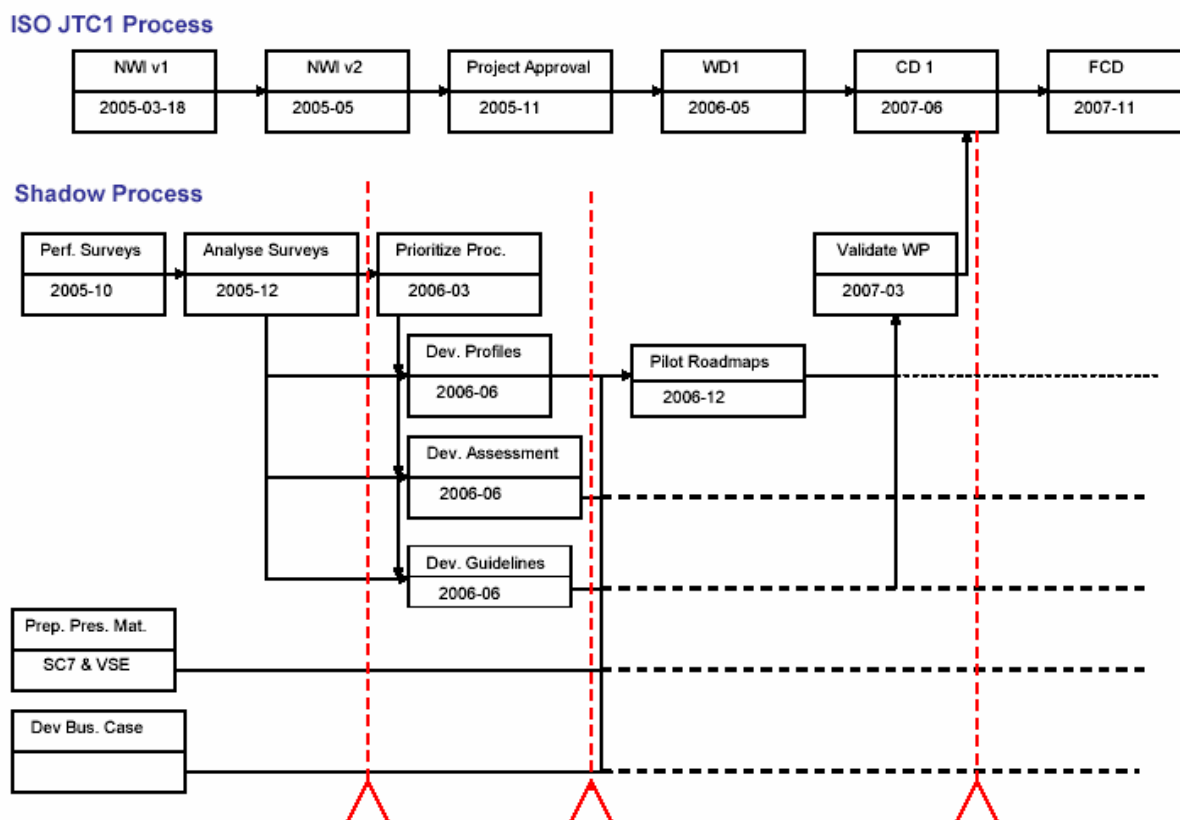 ISO JTC1 Process
NWI v1
2005-03-18
NWI v2
2005-05
Project Approval
2005-11
WD1
2006-05
CD 1
2007-06
FCD
2007-11
Shadow Process
Perf. Surveys
2005-10
Analyse Surveys
2005-12
Prioritize Proc.
2006-03
Validate WP
2007-03
Dev. Profiles
2006-06
Pilot Roadmaps
2006-12
Dev. Assessment
2006-06
Dev. Guidelines
2006-06
Prep. Pres. Mat.
SC7 & VSE
Dev Bus. Case